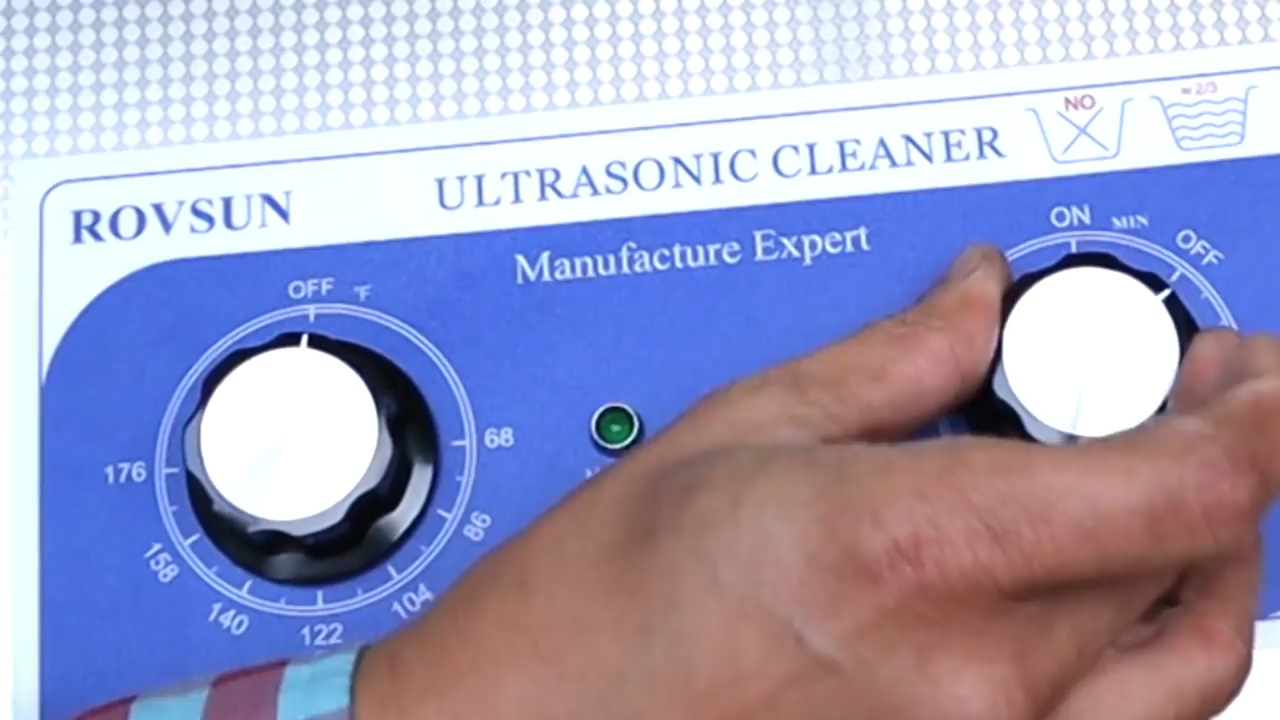 NO
≈ 2/3
ROVSUN
ULTRASONIC CLEANER
Manufacture Expert
ON
MIN
OFF
OFF
°F
68
86
104
122
140
158
176